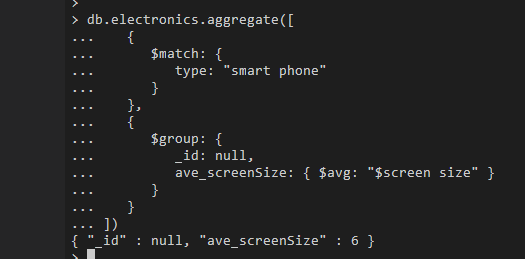 >
> db.electronics.aggregate([
...     {
...        $match: {
...           type: "smart phone"
...        }
...     },
...     {
...        $group: {
...           _id: null,
...           ave_screenSize: { $avg: "$screen size" }
...        }
...     }
... ])
{ "_id" : null, "ave_screenSize" : 6 }
>